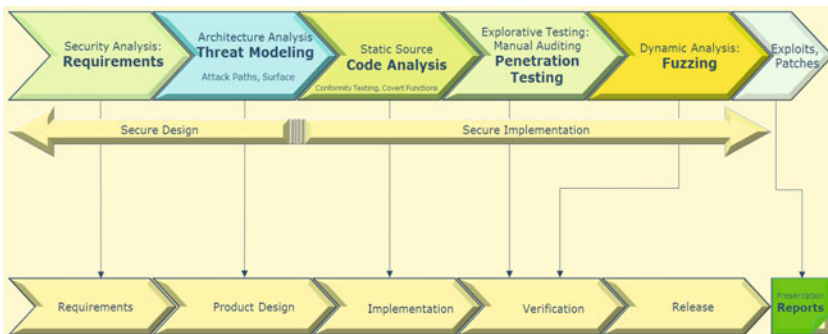 Security Analysis:
Requirements
Architecture Analysis
Threat Modeling
Attack Paths, Surface
Static Source
Code Analysis
Conformity Testing, Covert Functions
Explorative Testing:
Manual Auditing
Penetration
Testing
Dynamic Analysis:
Fuzzing
Exploits,
Patches
Secure Design
Secure Implementation
Requirements
Product Design
Implementation
Verification
Release
Presentation
Reports